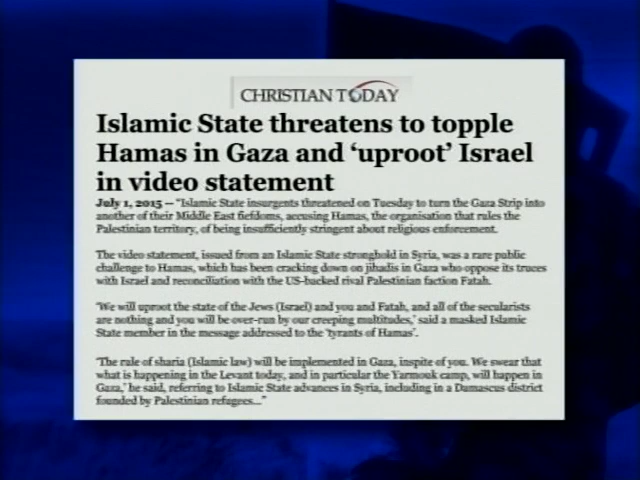 CHRISTIAN TODAY
Islamic State threatens to topple
Hamas in Gaza and ‘uproot’ Israel
in video statement
July 1, 2015 — “Islamic State insurgents threatened on Tuesday to turn the Gaza Strip into
another of their Middle East fiefdoms, accusing Hamas, the organisation that rules the
Palestinian territory, of being insufficiently stringent about religious enforcement.
The video statement, issued from an Islamic State stronghold in Syria, was a rare public
challenge to Hamas, which has been cracking down on jihadis in Gaza who oppose its truces
with Israel and reconciliation with the US-backed rival Palestinian faction Fatah.
‘We will uproot the state of the Jews (Israel) and you and Fatah, and all of the secularists
are nothing and you will be over-run by our creeping multitudes,’ said a masked Islamic
State member in the message addressed to the ‘tyrants of Hamas’.
‘The rule of sharia (Islamic law) will be implemented in Gaza, inspite of you. We swear that
what is happening in the Levant today, and in particular the Yarmouk camp, will happen in
Gaza,’ he said, referring to Islamic State advances in Syria, including in a Damascus district
founded by Palestinian refugees...”